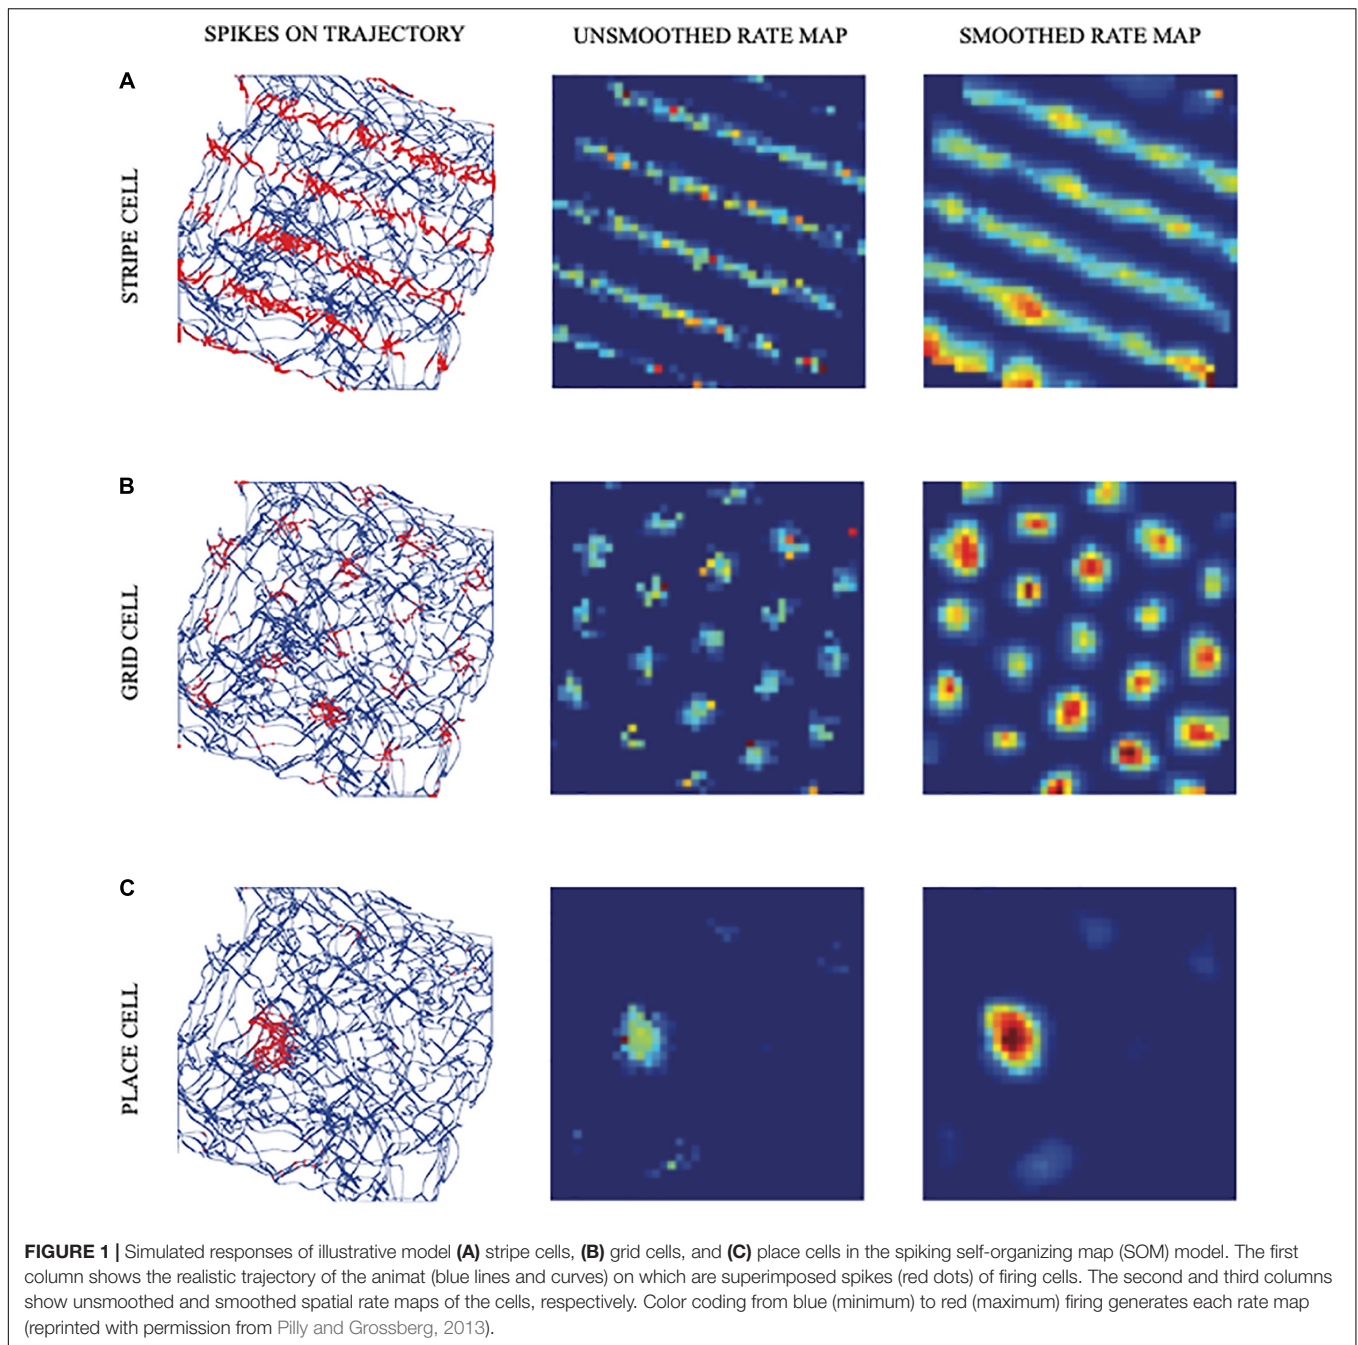 SPIKES ON TRAJECTORY UNSMOOTHED RATE MAP SMOOTHED RATE MAP
A
STRIPE CELL
B
GRID CELL
C
PLACE CELL
FIGURE 1 | Simulated responses of illustrative model (A) stripe cells, (B) grid cells, and (C) place cells in the spiking self-organizing map (SOM) model. The first
column shows the realistic trajectory of the animat (blue lines and curves) on which are superimposed spikes (red dots) of firing cells. The second and third columns
show unsmoothed and smoothed spatial rate maps of the cells, respectively. Color coding from blue (minimum) to red (maximum) firing generates each rate map
(reprinted with permission from Pilly and Grossberg, 2013).